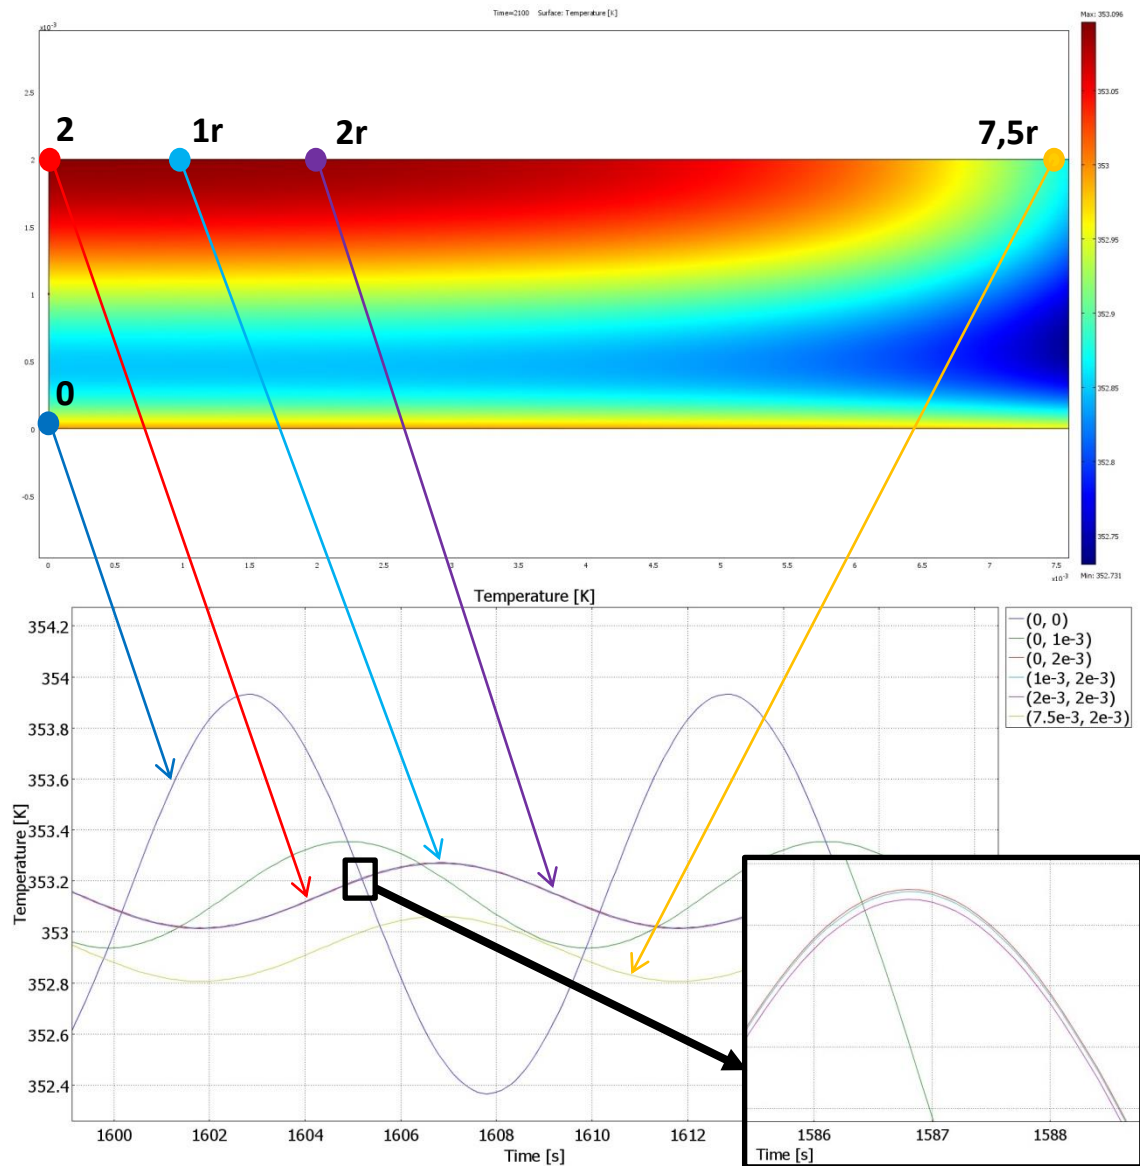 Time=2100 Surface: Temperature [K]
Max: 353.096
x10⁻³
2 1r 2r 7,5r
2.5
2
1.5
1
0.5
0
0
-0.5
353.05
353
352.95
352.9
352.85
352.8
352.75
Min: 352.731
0 0.5 1 1.5 2 2.5 3 3.5 4 4.5 5 5.5 6 6.5 7 7.5
x10⁻³
Temperature [K]
354.2
354
353.8
353.6
353.4
353.2
353
352.8
352.6
352.4
Temperature [K]
(0, 0)
(0, 1e-3)
(0, 2e-3)
(1e-3, 2e-3)
(2e-3, 2e-3)
(7.5e-3, 2e-3)
1600 1602 1604 1606 1608 1610 1612
Time [s]
1586 1587 1588
Time [s]